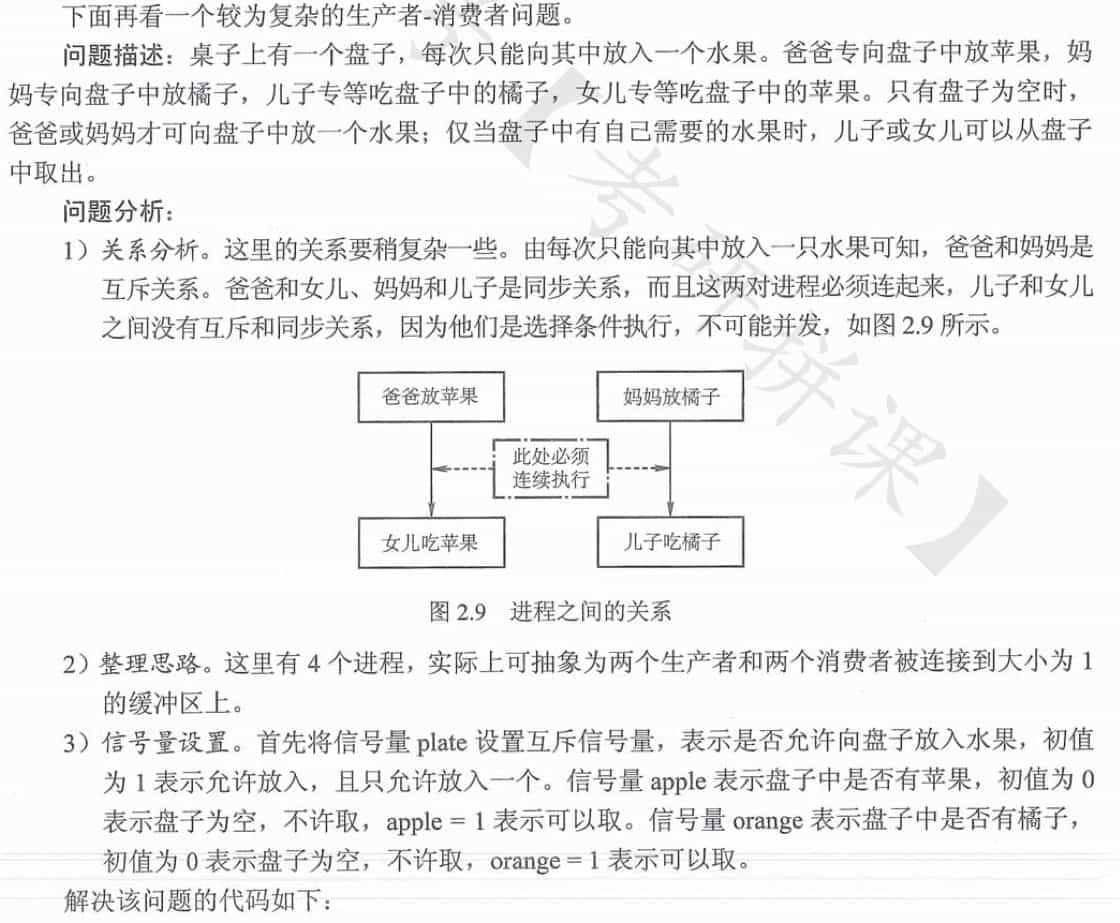 下面再看一个较为复杂的生产者-消费者问题。
问题描述：桌子上有一个盘子，每次只能向其中放入一个水果。爸爸专向盘子中放苹果，妈
妈专向盘子中放橘子，儿子专等吃盘子中的橘子，女儿专等吃盘子中的苹果。只有盘子为空时，
爸爸或妈妈才可向盘子中放一个水果；仅当盘子中有自己需要的水果时，儿子或女儿可以从盘子
中取出。
问题分析：
1）关系分析。这里的关系要稍复杂一些。由每次只能向其中放入一只水果可知，爸爸和妈妈是
互斥关系。爸爸和女儿、妈妈和儿子是同步关系，而且这两对进程必须连起来，儿子和女儿
之间没有互斥和同步关系，因为他们是选择条件执行，不可能并发，如图 2.9 所示。
爸爸放苹果
妈妈放橘子
此处必须
连续执行
女儿吃苹果
儿子吃橘子
图 2.9 进程之间的关系
2）整理思路。这里有 4 个进程，实际上可抽象为两个生产者和两个消费者被连接到大小为 1
的缓冲区上。
3）信号量设置。首先将信号量 plate 设置互斥信号量，表示是否允许向盘子放入水果，初值
为 1 表示允许放入，且只允许放入一个。信号量 apple 表示盘子中是否有苹果，初值为 0
表示盘子为空，不许取，apple = 1 表示可以取。信号量 orange 表示盘子中是否有橘子，
初值为 0 表示盘子为空，不许取，orange = 1 表示可以取。
解决该问题的代码如下：
【考研拼课】